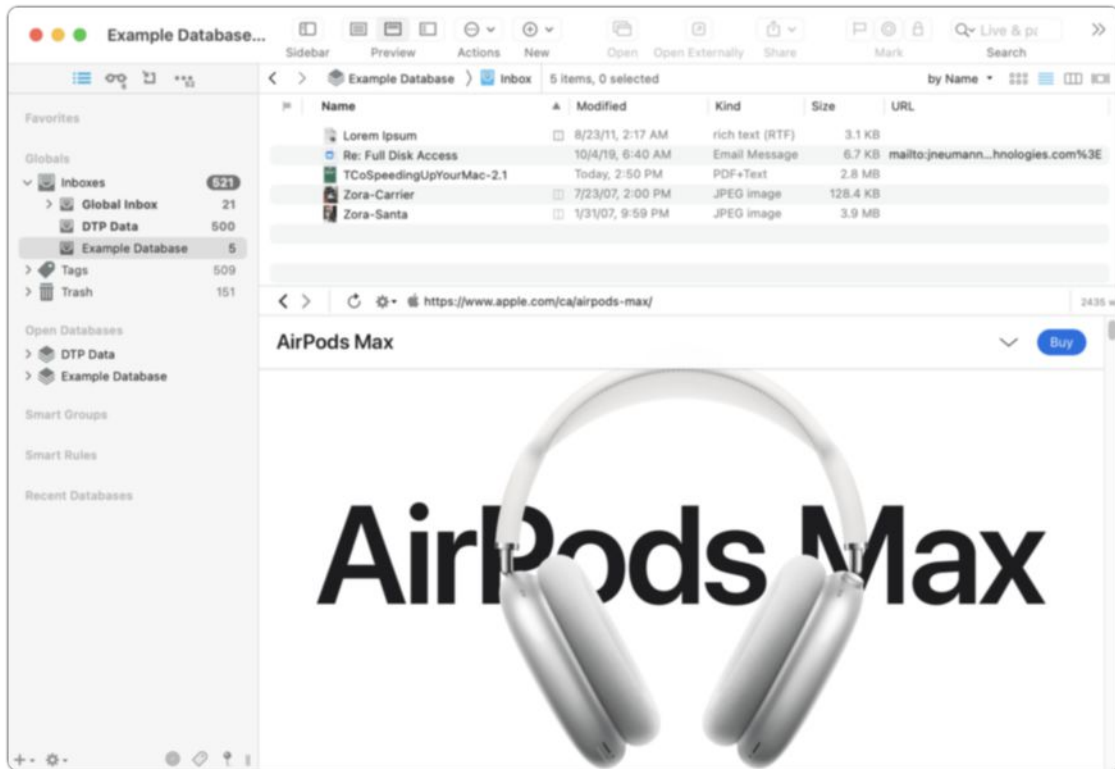 Example Database...
Sidebar Preview Actions New Open Open Externally Share Mark Search
Example Database Inbox 5 items, 0 selected by Name
Name Modified Kind Size URL
Lorem Ipsum 8/23/11, 2:17 AM rich text (RTF) 3.1 KB
Re: Full Disk Access 10/4/19, 6:40 AM Email Message 6.7 KB mailto:jneumann...hnologies.com%3E
TCoSpeedingUpYourMac-2.1 Today, 2:50 PM PDF+Text 2.8 MB
Zora-Carrier 7/23/07, 2:00 PM JPEG image 128.4 KB
Zora-Santa 1/31/07, 9:59 PM JPEG image 3.9 MB
Favorites
Globals
Inboxes 521
Global Inbox 21
DTP Data 500
Example Database 5
Tags 509
Trash 151
Open Databases
DTP Data
Example Database
Smart Groups
Smart Rules
Recent Databases
https://www.apple.com/ca/airpods-max/ 2435
AirPods Max Buy
AirPods Max